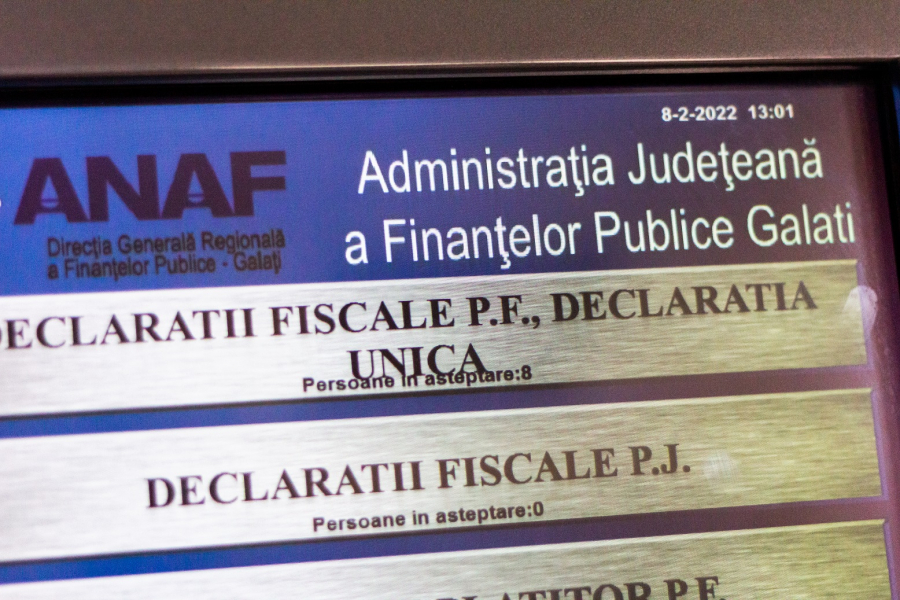 8-2-2022 13:01
ANAF
Direcţia Generală Regională
a Finanţelor Publice - Galaţi
Administraţia Judeţeană
a Finanţelor Publice Galati
DECLARATII FISCALE P.F., DECLARATIA
UNICA
Persoane in asteptare:8
DECLARATII FISCALE P.J.
Persoane in asteptare:0
PLATITOR P.F.